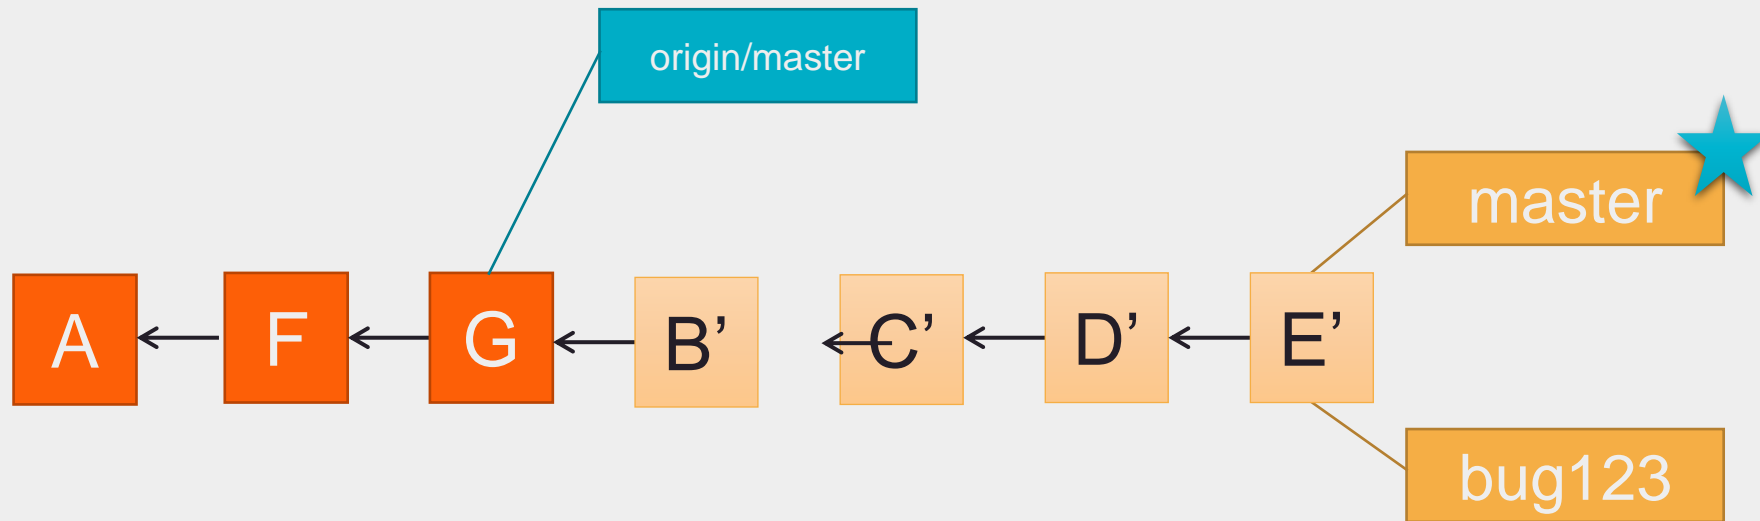 origin/master
master
A
F
G
B’
C’
D’
E’
bug123